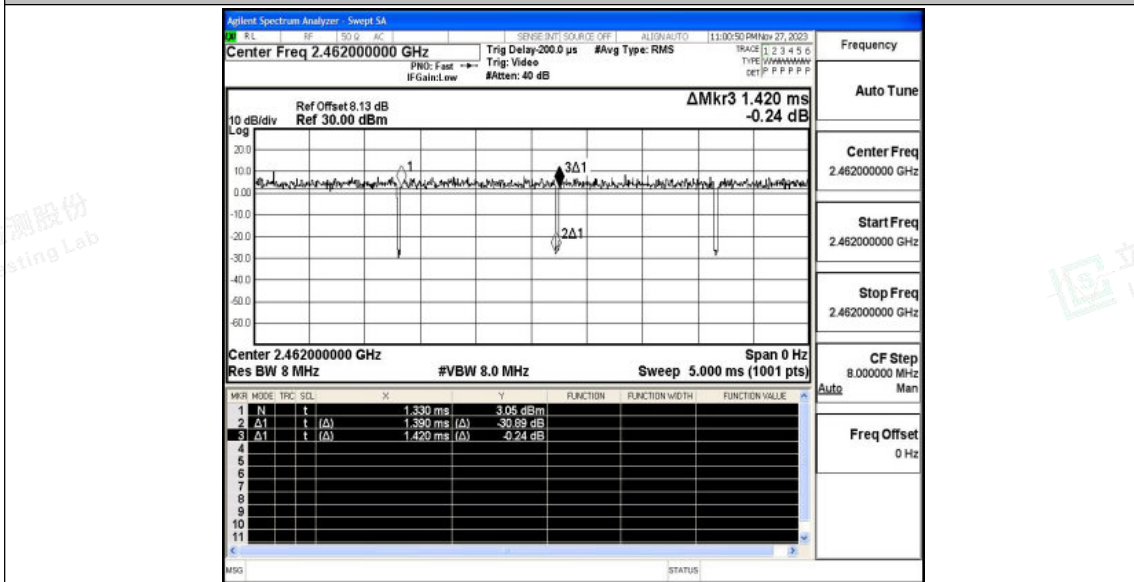 Agilent Spectrum Analyzer - Swept SA
RL RF 50 Ω AC SENSE:INT SOURCE OFF ALIGNAUTO 11:00:50 PM Nov 27, 2023
Center Freq 2.462000000 GHz
PNO: Fast
IFGain:Low
Trig Delay-200.0 µs
Trig: Video
#Atten: 40 dB
#Avg Type: RMS
TRACE 1 2 3 4 5 6
TYPE
DET P P P P P P
Ref Offset 8.13 dB
10 dB/div Ref 30.00 dBm
ΔMkr3 1.420 ms
-0.24 dB
Log
20.0
10.0
0.00
-10.0
-20.0
-30.0
-40.0
-50.0
-60.0
1
3Δ1
2Δ1
Center 2.462000000 GHz Span 0 Hz
Res BW 8 MHz #VBW 8.0 MHz Sweep 5.000 ms (1001 pts)
MKR MODE TRC SCL X Y FUNCTION FUNCTION WIDTH FUNCTION VALUE
1 N t 1.330 ms 3.05 dBm
2 Δ1 t (Δ) 1.390 ms (Δ) -30.89 dB
3 Δ1 t (Δ) 1.420 ms (Δ) -0.24 dB
4
5
6
7
8
9
10
11
MSG STATUS
Frequency
Auto Tune
Center Freq
2.462000000 GHz
Start Freq
2.462000000 GHz
Stop Freq
2.462000000 GHz
CF Step
8.000000 MHz
Auto Man
Freq Offset
0 Hz
测股份
sting Lab
立